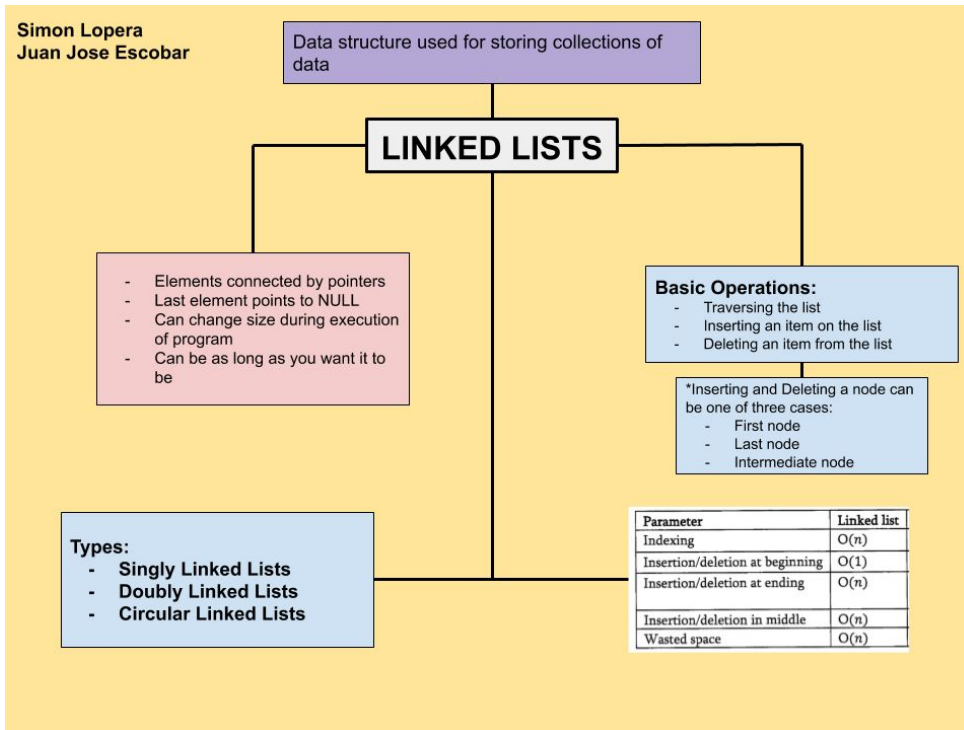 Simon Lopera
Juan Jose Escobar
Data structure used for storing collections of
data
LINKED LISTS
- Elements connected by pointers
- Last element points to NULL
- Can change size during execution
of program
- Can be as long as you want it to
be
Basic Operations:
- Traversing the list
- Inserting an item on the list
- Deleting an item from the list
*Inserting and Deleting a node can
be one of three cases:
- First node
- Last node
- Intermediate node
Types:
- Singly Linked Lists
- Doubly Linked Lists
- Circular Linked Lists
Parameter Linked list
Indexing O(n)
Insertion/deletion at beginning O(1)
Insertion/deletion at ending O(n)
Insertion/deletion in middle O(n)
Wasted space O(n)